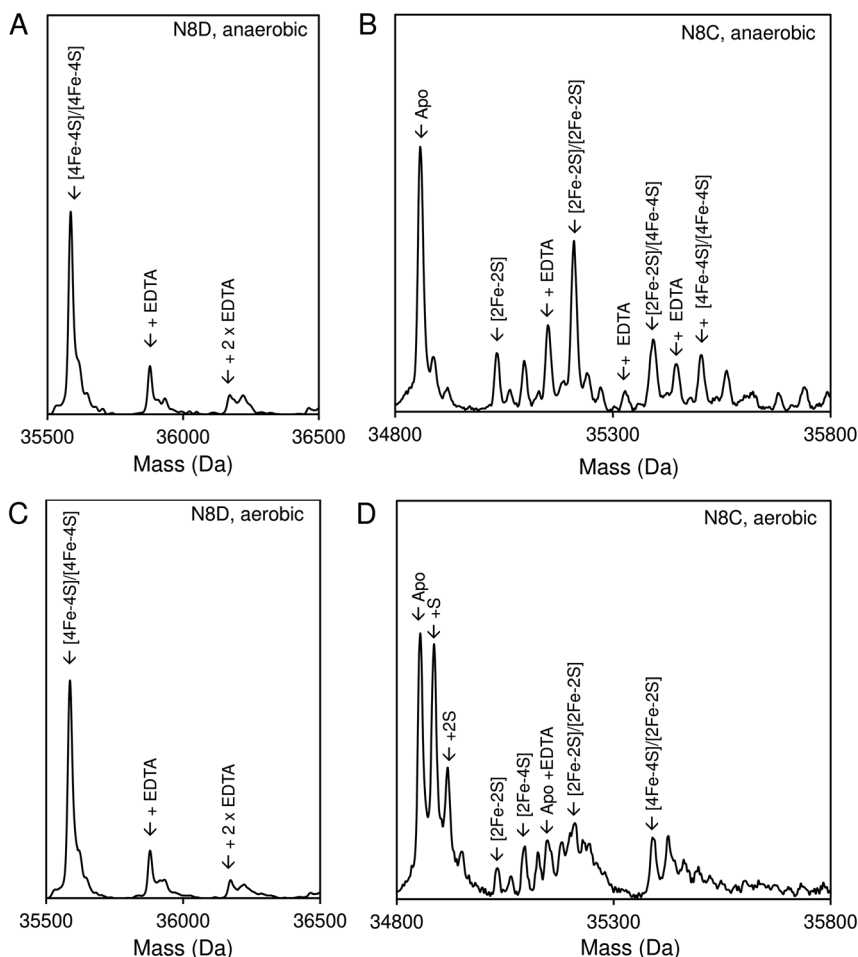 A
N8D, anaerobic
← [4Fe-4S]/[4Fe-4S]
← + EDTA
← + 2 x EDTA
35500 36000 36500
Mass (Da)
B
N8C, anaerobic
← Apo
← [2Fe-2S]
← + EDTA
← [2Fe-2S]/[2Fe-2S]
←+ EDTA
←[2Fe-2S]/[4Fe-4S]
←+ EDTA
←+ [4Fe-4S]/[4Fe-4S]
34800 35300 35800
Mass (Da)
C
N8D, aerobic
← [4Fe-4S]/[4Fe-4S]
← + EDTA
← + 2 x EDTA
35500 36000 36500
Mass (Da)
D
N8C, aerobic
← Apo
←+S
←+2S
← [2Fe-2S]
← [2Fe-4S]
← Apo +EDTA
← [2Fe-2S]/[2Fe-2S]
← [4Fe-4S]/[2Fe-2S]
34800 35300 35800
Mass (Da)